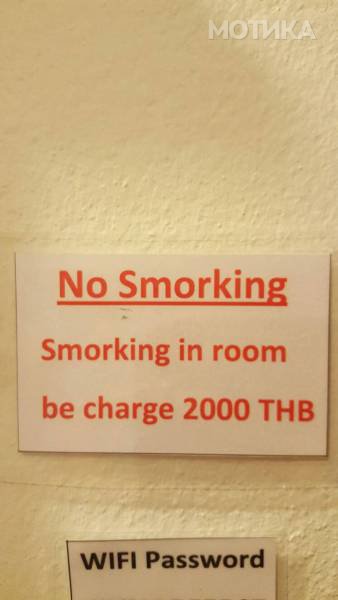 МОТИКА
No Smorking
Smorking in room
be charge 2000 THB
WIFI Password